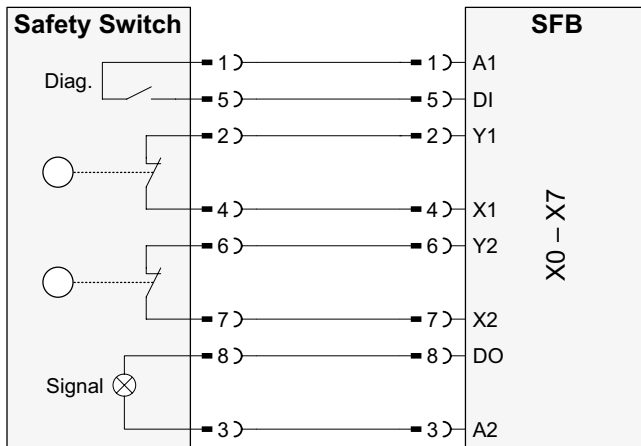 Safety Switch SFB
1 1 A1
Diag.
5 5 DI
2 2 Y1
4 4 X1
6 6 Y2
7 7 X2
8 8 DO
Signal
3 3 A2
X0 – X7